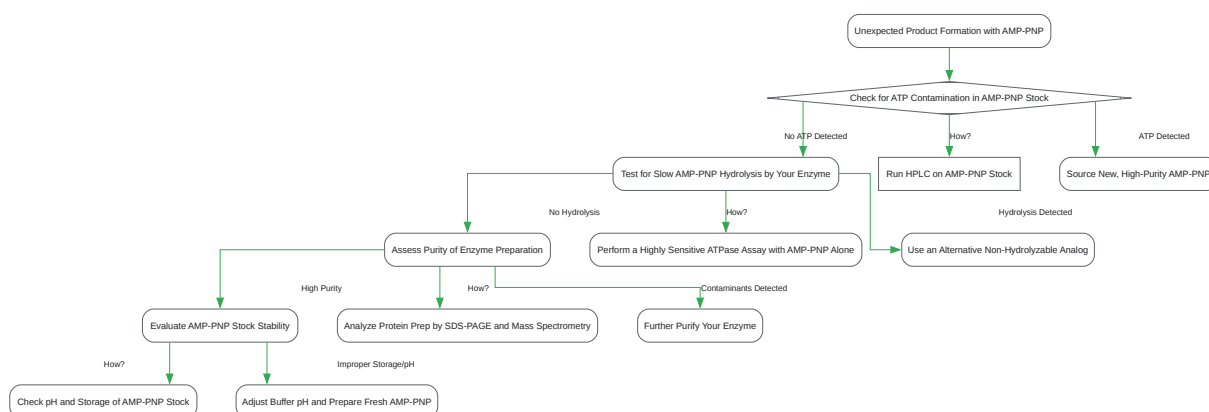 Unexpected Product Formation with AMP-PNP
Check for ATP Contamination in AMP-PNP Stock
No ATP Detected
How?
ATP Detected
Test for Slow AMP-PNP Hydrolysis by Your Enzyme
Run HPLC on AMP-PNP Stock
Source New, High-Purity AMP-PNP
No Hydrolysis
How?
Hydrolysis Detected
Assess Purity of Enzyme Preparation
Perform a Highly Sensitive ATPase Assay with AMP-PNP Alone
Use an Alternative Non-Hydrolyzable Analog
High Purity
How?
Contaminants Detected
Evaluate AMP-PNP Stock Stability
Analyze Protein Prep by SDS-PAGE and Mass Spectrometry
Further Purify Your Enzyme
How?
Improper Storage/pH
Check pH and Storage of AMP-PNP Stock
Adjust Buffer pH and Prepare Fresh AMP-PNP